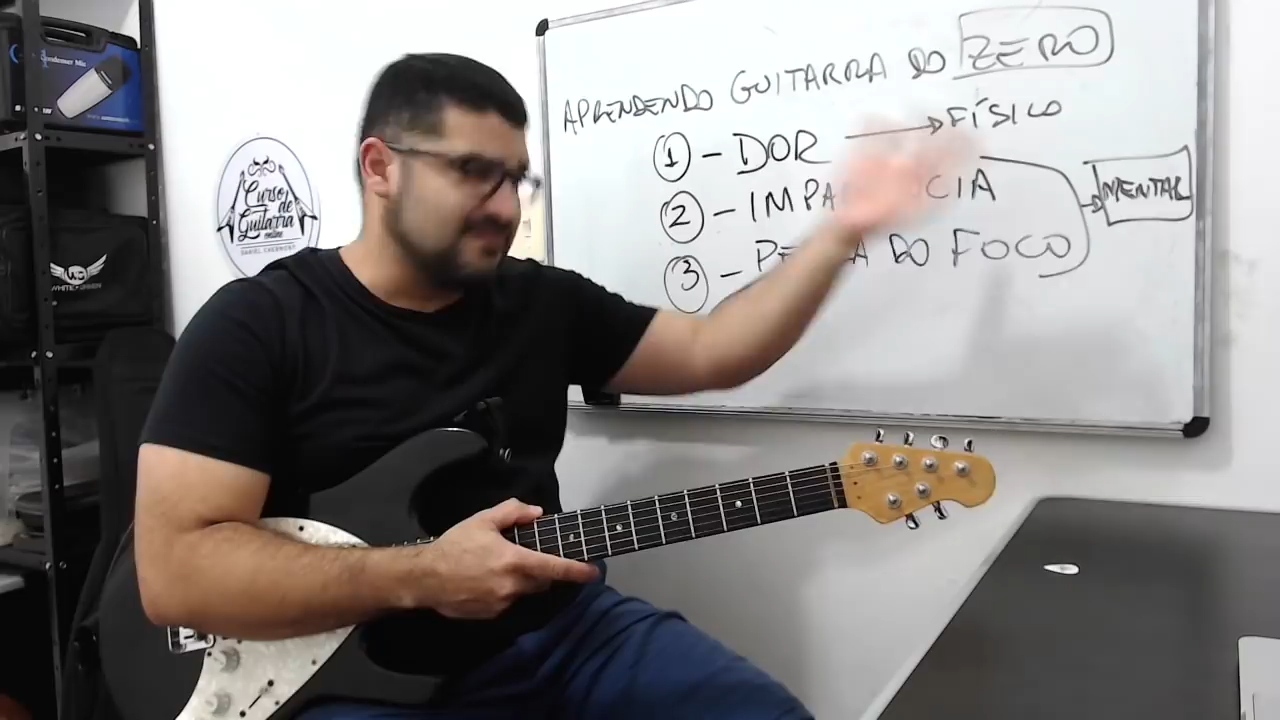 APRENDENDO GUITARRA DO ZERO
1 - DOR → FÍSICO
2 - IMPA CIA
3 - DO FOCO
MENTAL
Condenser Mic
Curso
de
Guitarra
online
WHITE